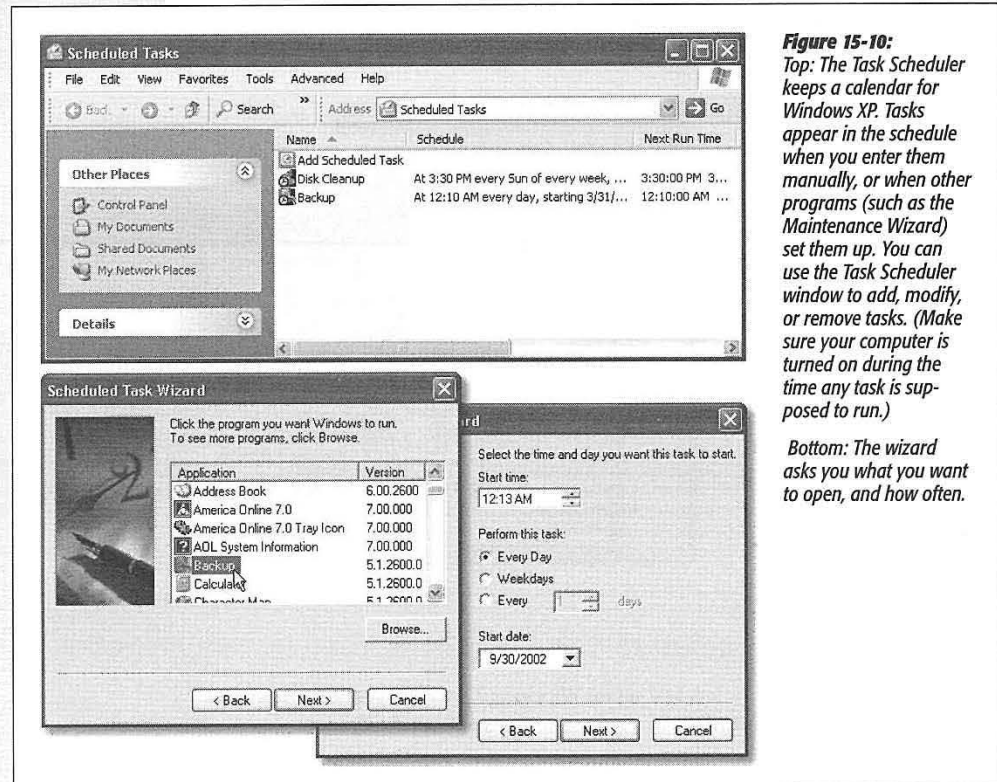 Scheduled Tasks
File Edit View Favorites Tools Advanced Help
Search » Address Scheduled Tasks Go
Name Schedule Next Run Time
Add Scheduled Task
Disk Cleanup At 3:30 PM every Sun of every week, ... 3:30:00 PM 3...
Backup At 12:10 AM every day, starting 3/31/... 12:10:00 AM ...
Other Places
Control Panel
My Documents
Shared Documents
My Network Places
Details
Scheduled Task Wizard
Click the program you want Windows to run.
To see more programs, click Browse.
Application Version
Address Book 6.00.2600
America Online 7.0 7.00.000
America Online 7.0 Tray Icon 7.00.000
AOL System Information 7.00.000
Backup 5.1.2600.0
Calculator 5.1.2600.0
Character Map 5.1.2600.0
Browse...
< Back Next > Cancel
rd
Select the time and day you want this task to start.
Start time:
12:13 AM
Perform this task:
Every Day
Weekdays
Every 1 days
Start date:
9/30/2002
< Back Next > Cancel
Figure 15-10:
Top: The Task Scheduler
keeps a calendar for
Windows XP. Tasks
appear in the schedule
when you enter them
manually, or when other
programs (such as the
Maintenance Wizard)
set them up. You can
use the Task Scheduler
window to add, modify,
or remove tasks. (Make
sure your computer is
turned on during the
time any task is sup-
posed to run.)
Bottom: The wizard
asks you what you want
to open, and how often.